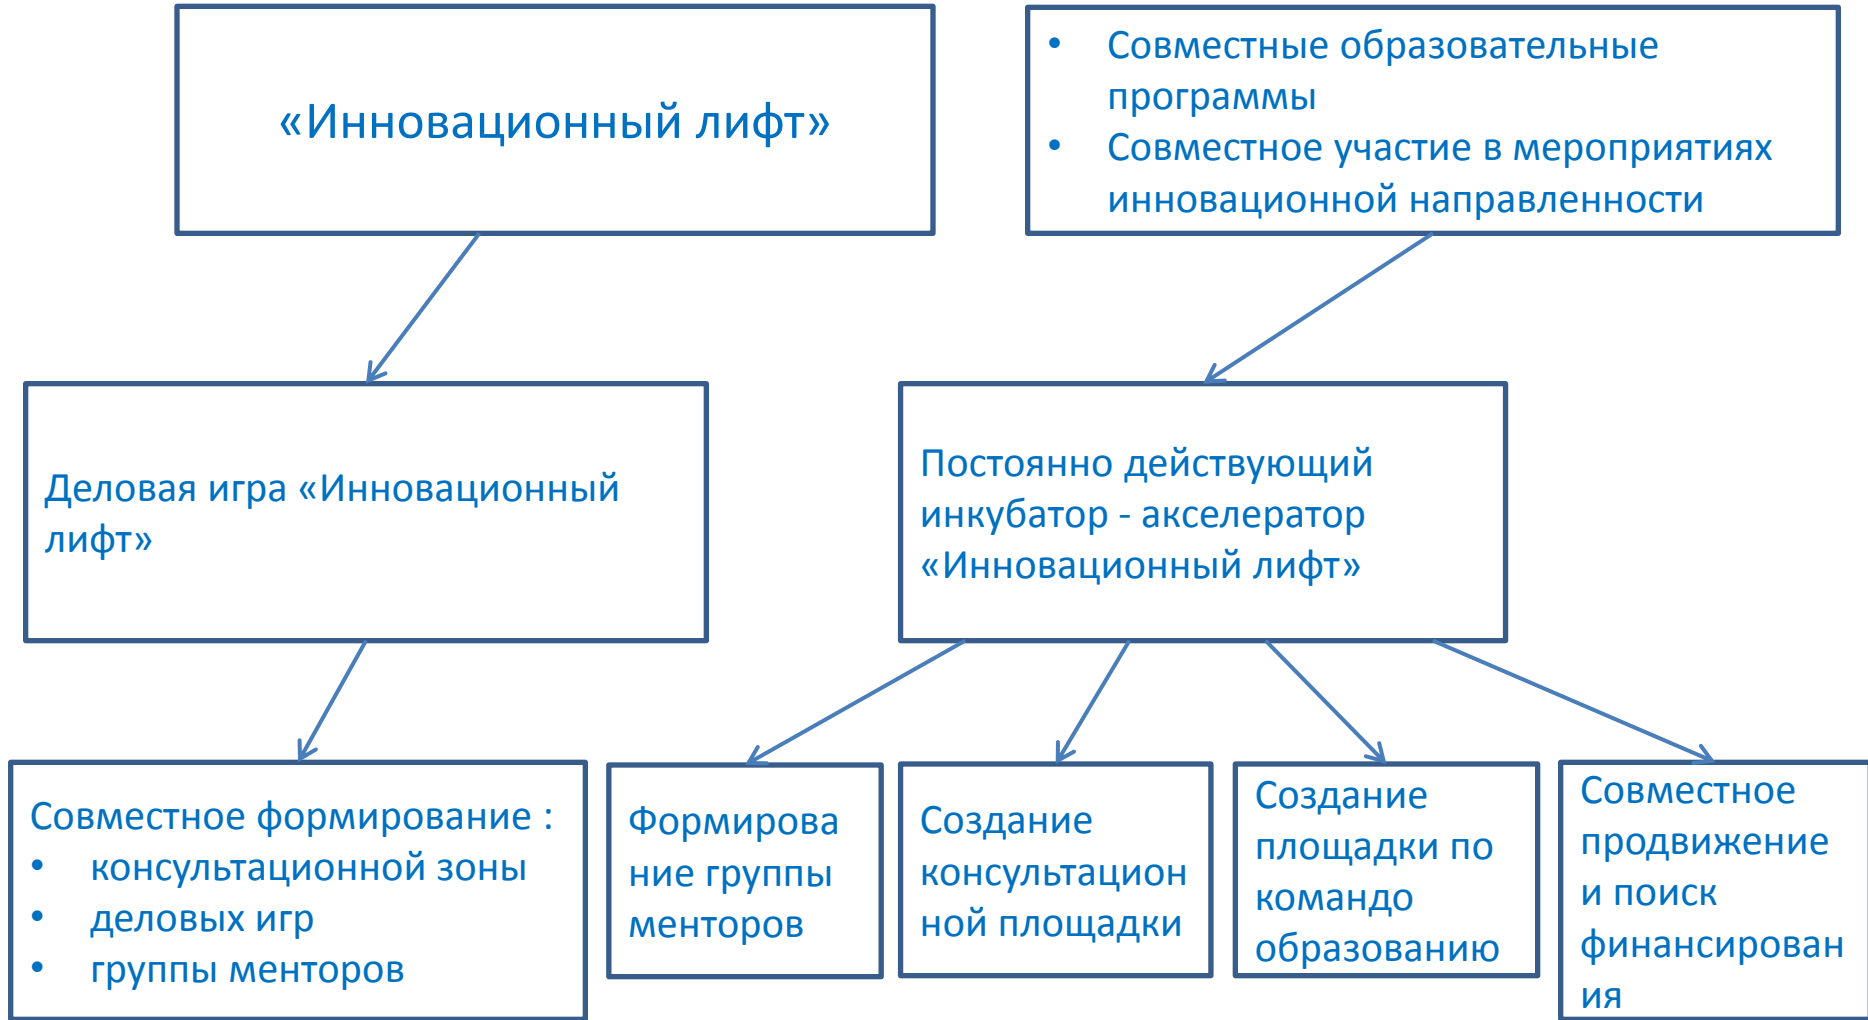 «Инновационный лифт»
• Совместные образовательные
программы
• Совместное участие в мероприятиях
инновационной направленности
Деловая игра «Инновационный
лифт»
Постоянно действующий
инкубатор - акселератор
«Инновационный лифт»
Совместное формирование :
• консультационной зоны
• деловых игр
• группы менторов
Формирова
ние группы
менторов
Создание
консультацион
ной площадки
Создание
площадки по
командо
образованию
Совместное
продвижение
и поиск
финансирован
ия